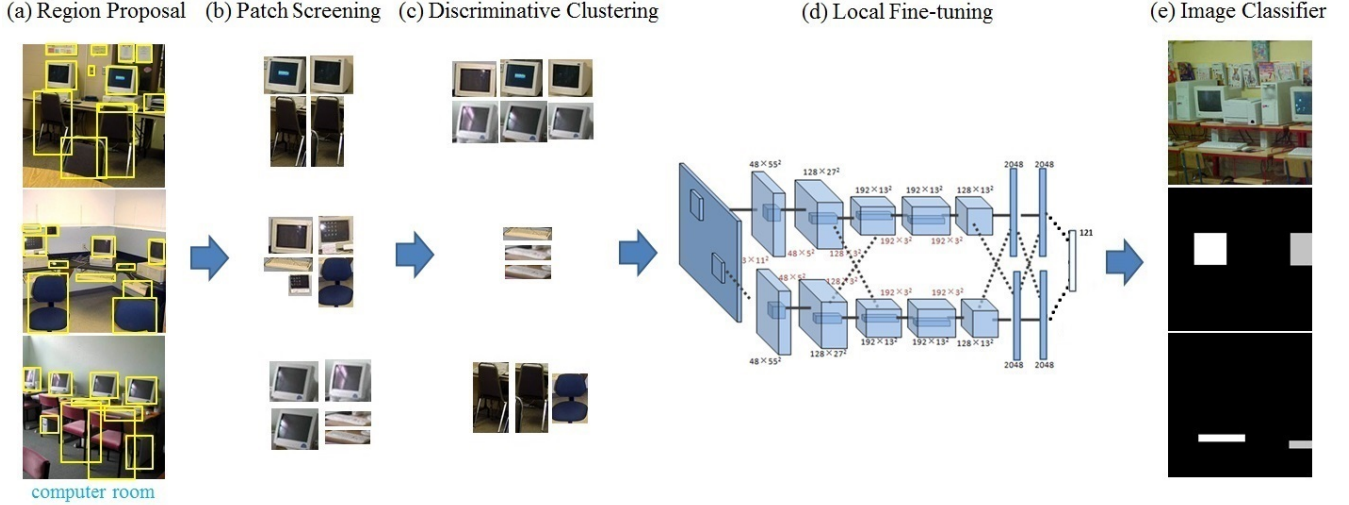 (a) Region Proposal (b) Patch Screening (c) Discriminative Clustering (d) Local Fine-tuning (e) Image Classifier
48×55² 128×27² 192×13² 192×13² 128×13² 2048 2048
192×3² 192×3²
48×5² 128×3²
3×11²
121
48×5² 128×3² 192×3² 192×3²
48×55² 128×27² 192×13² 192×13² 128×13² 2048 2048
computer room